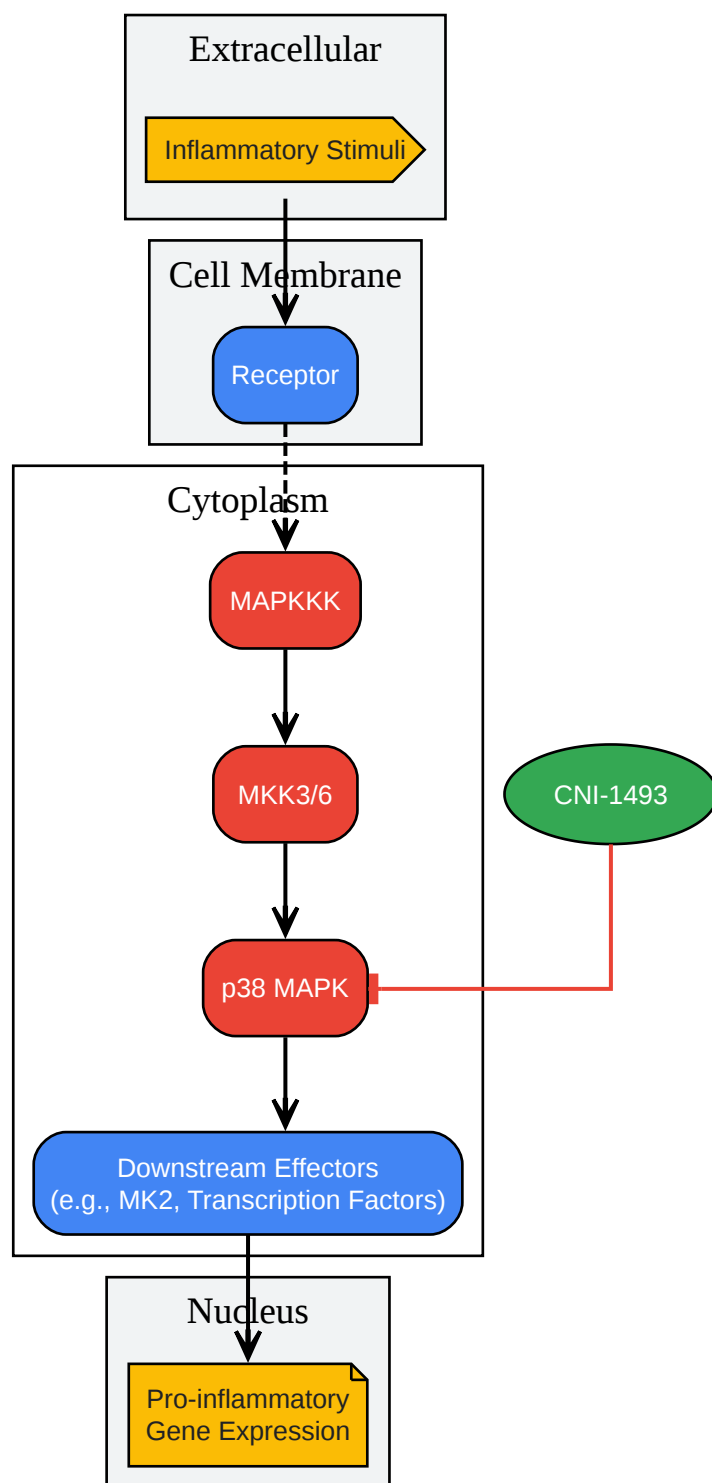 Extracellular
Inflammatory Stimuli
Cell Membrane
Receptor
Cytoplasm
MAPKKK
MKK3/6
CNI-1493
p38 MAPK
Downstream Effectors
(e.g., MK2, Transcription Factors)
Nucleus
Pro-inflammatory
Gene Expression